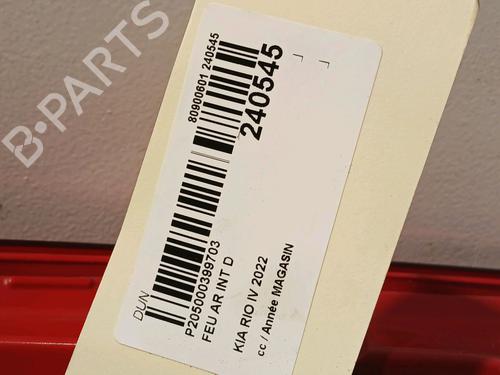 B-PARTS
80900601 240545
240545
DUN
P205000399703
FEU AR INT D
KIA RIO IV 2022
cc / Année MAGASIN